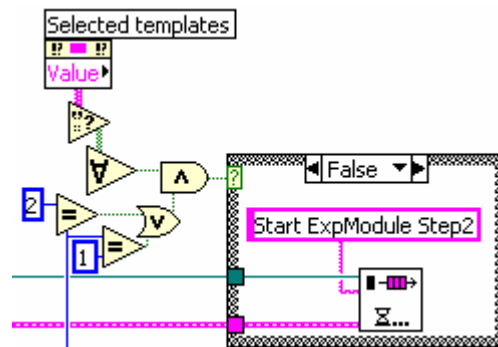 Selected templates
!? !?
Value
"?
∀
∧
?
False
2
=
∨
=
1
Start ExpModule Step2